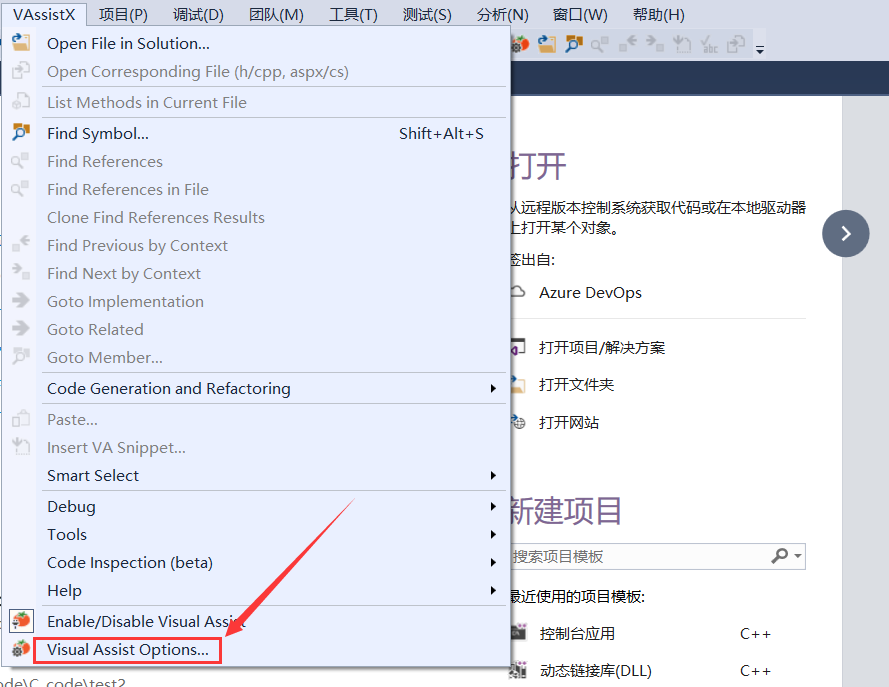 VAssistX 项目(P) 调试(D) 团队(M) 工具(T) 测试(S) 分析(N) 窗口(W) 帮助(H)
Open File in Solution...
Open Corresponding File (h/cpp, aspx/cs)
List Methods in Current File
Find Symbol... Shift+Alt+S
Find References
Find References in File
Clone Find References Results
Find Previous by Context
Find Next by Context
Goto Implementation
Goto Related
Goto Member...
Code Generation and Refactoring
Paste...
Insert VA Snippet...
Smart Select
Debug
Tools
Code Inspection (beta)
Help
Enable/Disable Visual Assist
Visual Assist Options...
ode\C_code\test2
打开
从远程版本控制系统获取代码或在本地驱动器
上打开某个对象。
签出自:
Azure DevOps
打开项目/解决方案
打开文件夹
打开网站
新建项目
搜索项目模板
最近使用的项目模板:
控制台应用 C++
动态链接库(DLL) C++